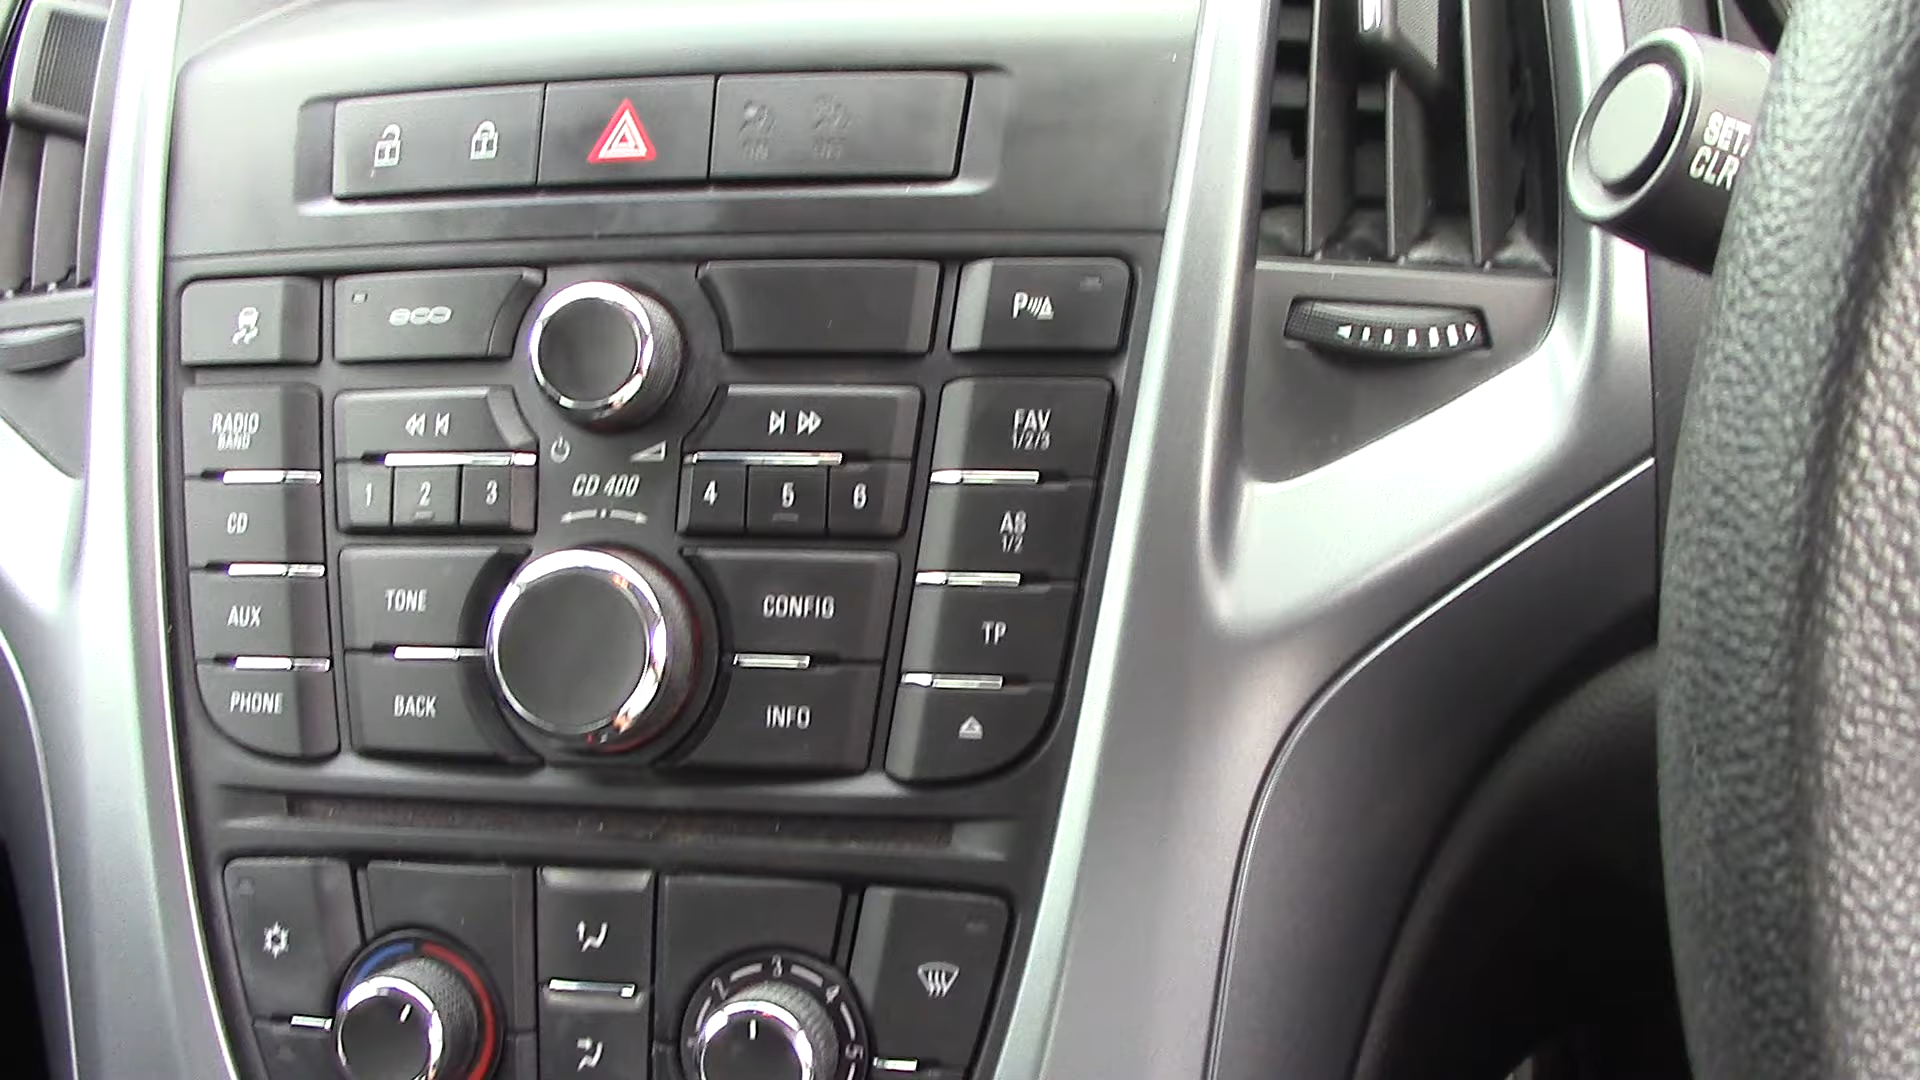 SET/
CLR
eco
P
RADIO
BAND
FAV
1/2/3
1 2 3
CD 400
4 5 6
CD
AS
1/2
AUX
TONE
CONFIG
TP
PHONE
BACK
INFO
2 3 4 5